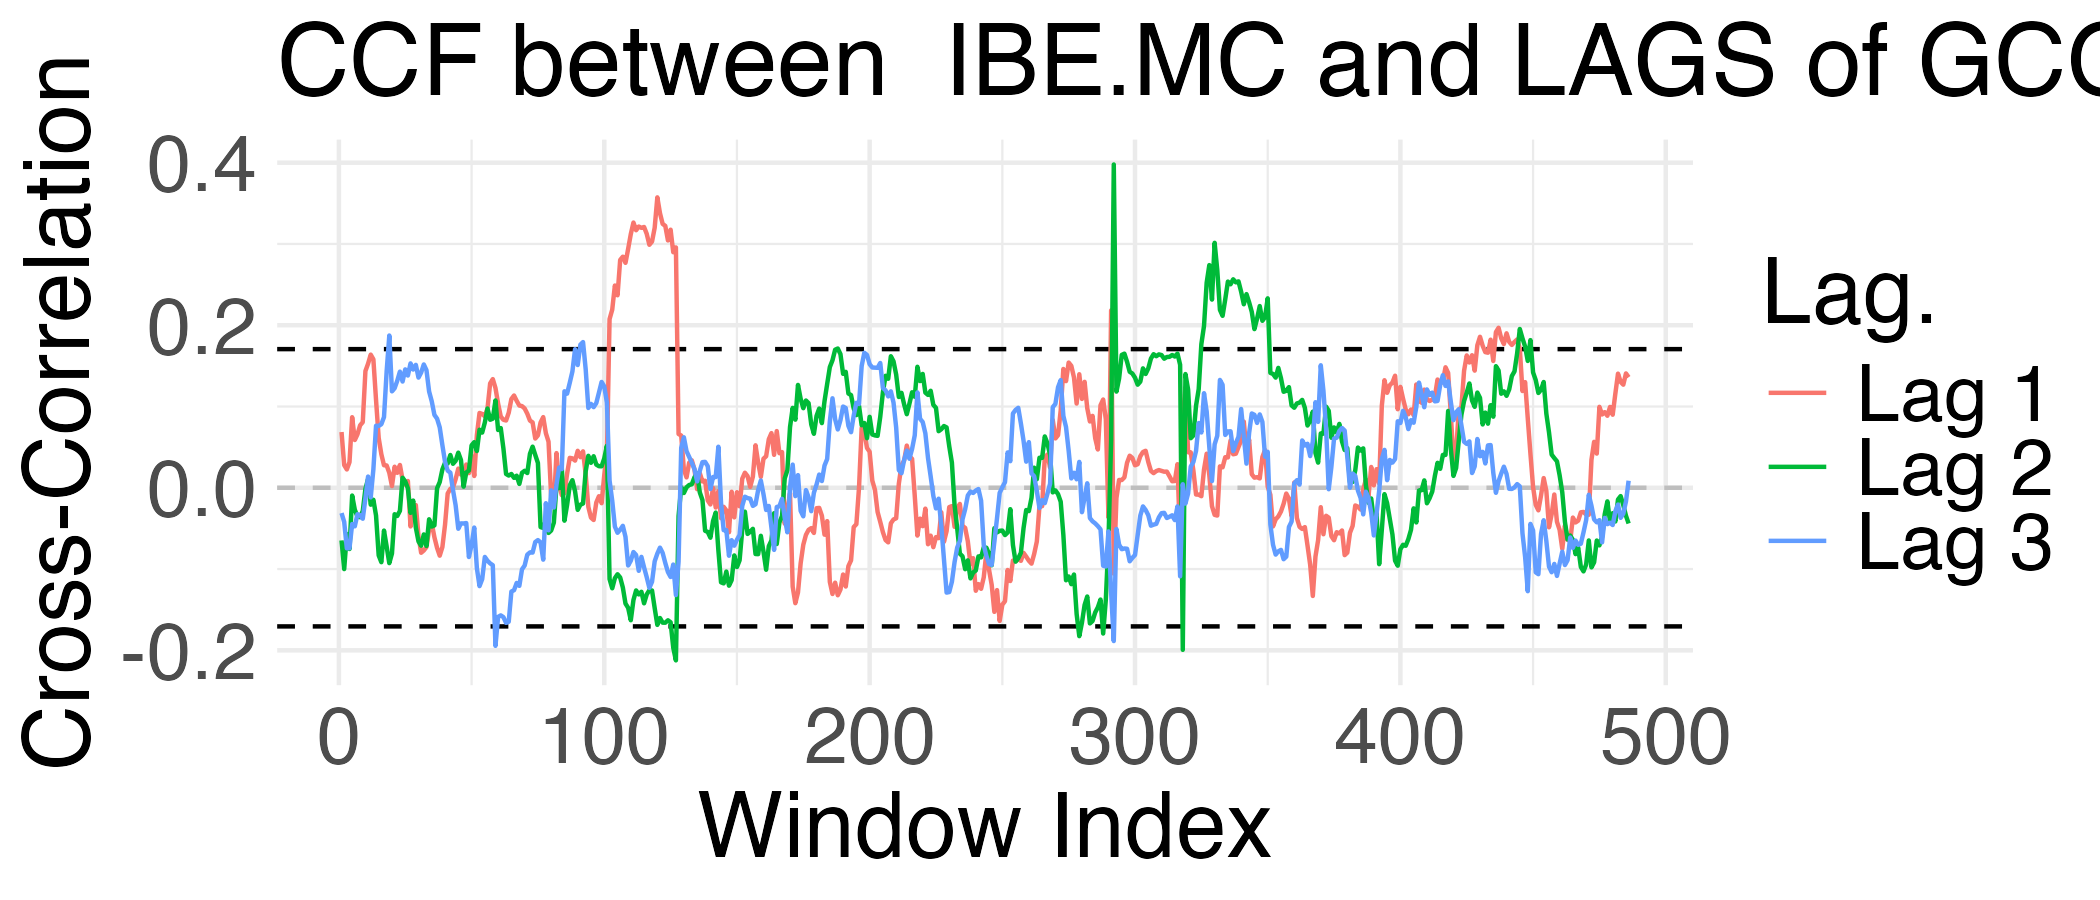 CCF between IBE.MC and LAGS of GCC
Cross-Correlation
0.4
0.2
0.0
-0.2
0
100
200
300
400
500
Window Index
Lag.
Lag 1
Lag 2
Lag 3